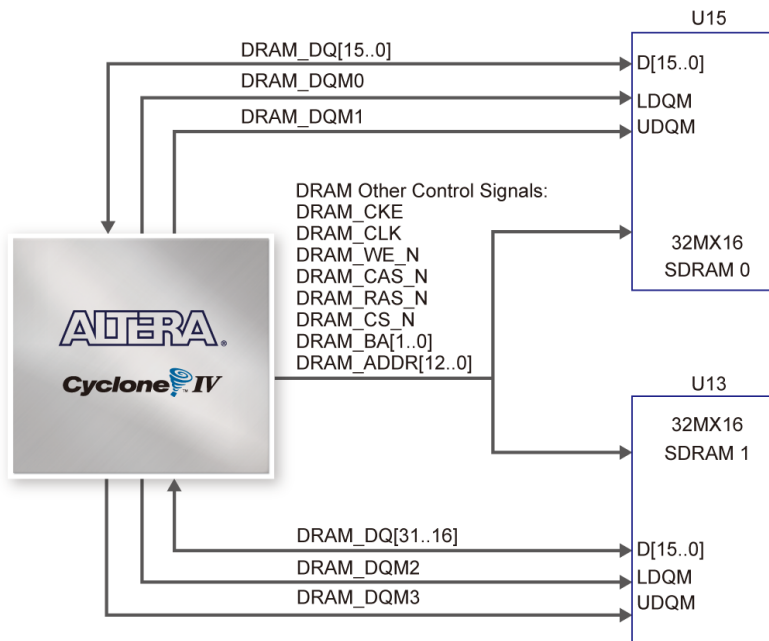 U15
DRAM_DQ[15..0]
D[15..0]
DRAM_DQM0
LDQM
DRAM_DQM1
UDQM
DRAM Other Control Signals:
DRAM_CKE
DRAM_CLK
DRAM_WE_N
DRAM_CAS_N
DRAM_RAS_N
DRAM_CS_N
DRAM_BA[1..0]
DRAM_ADDR[12..0]
32MX16
SDRAM 0
ALTERA®
Cyclone™ IV
U13
32MX16
SDRAM 1
DRAM_DQ[31..16]
D[15..0]
DRAM_DQM2
LDQM
DRAM_DQM3
UDQM